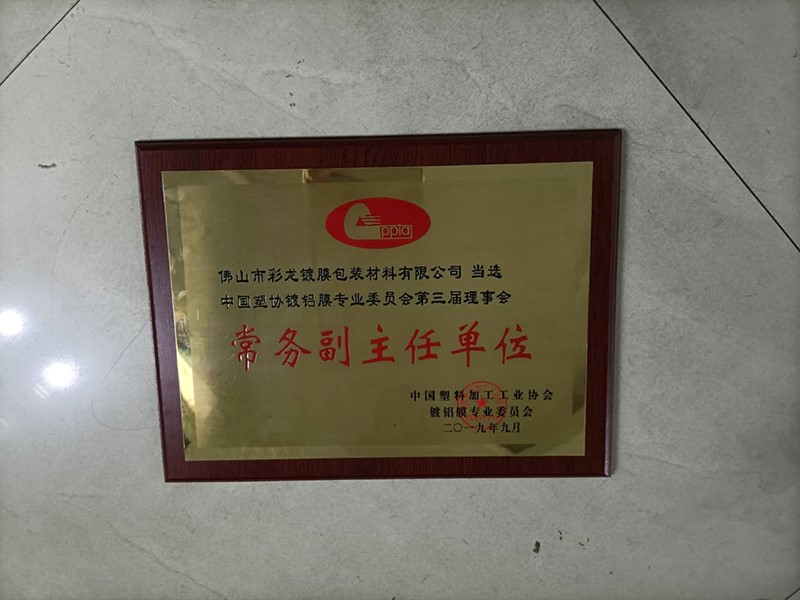 cppia
佛山市彩龙镀膜包装材料有限公司 当选
中国塑协镀铝膜专业委员会第三届理事会
常务副主任单位
中国塑料加工工业协会
镀铝膜专业委员会
二〇一九年九月